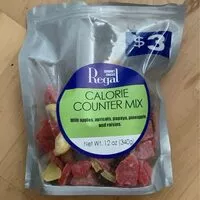 $3
Regal
CALORIE
COUNTER MIX
With apples, apricots, papaya, pineapple
and raisins.
Net Wt. 12 oz (340g)